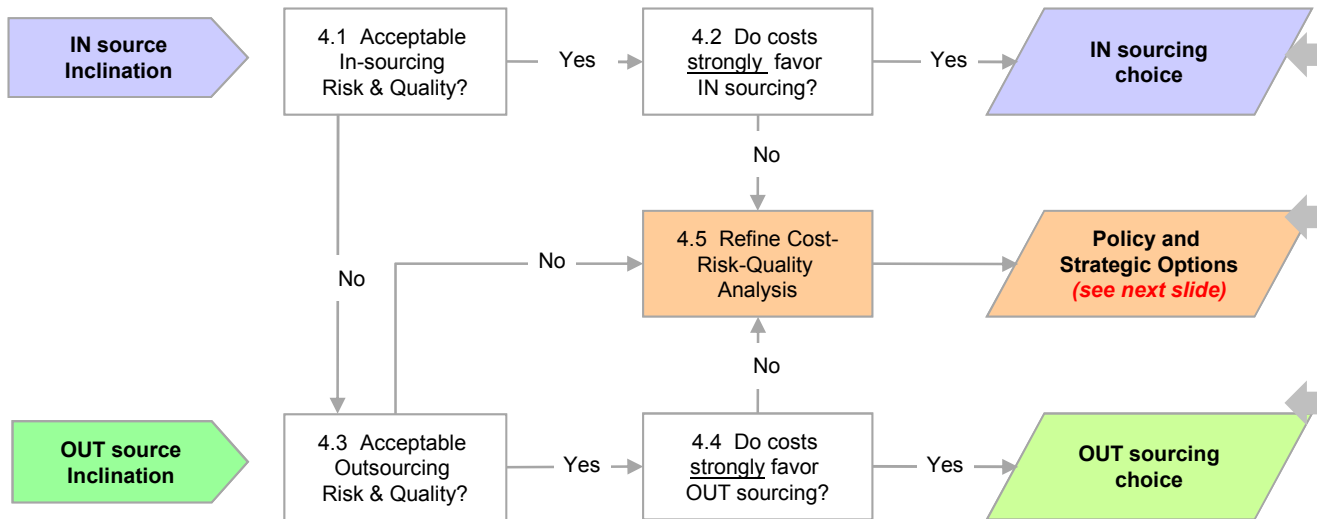 IN source
Inclination
4.1 Acceptable
In-sourcing
Risk & Quality?
Yes
4.2 Do costs
strongly favor
IN sourcing?
Yes
IN sourcing
choice
No
No
No
4.5 Refine Cost-
Risk-Quality
Analysis
Policy and
Strategic Options
(see next slide)
No
OUT source
Inclination
4.3 Acceptable
Outsourcing
Risk & Quality?
Yes
4.4 Do costs
strongly favor
OUT sourcing?
Yes
OUT sourcing
choice